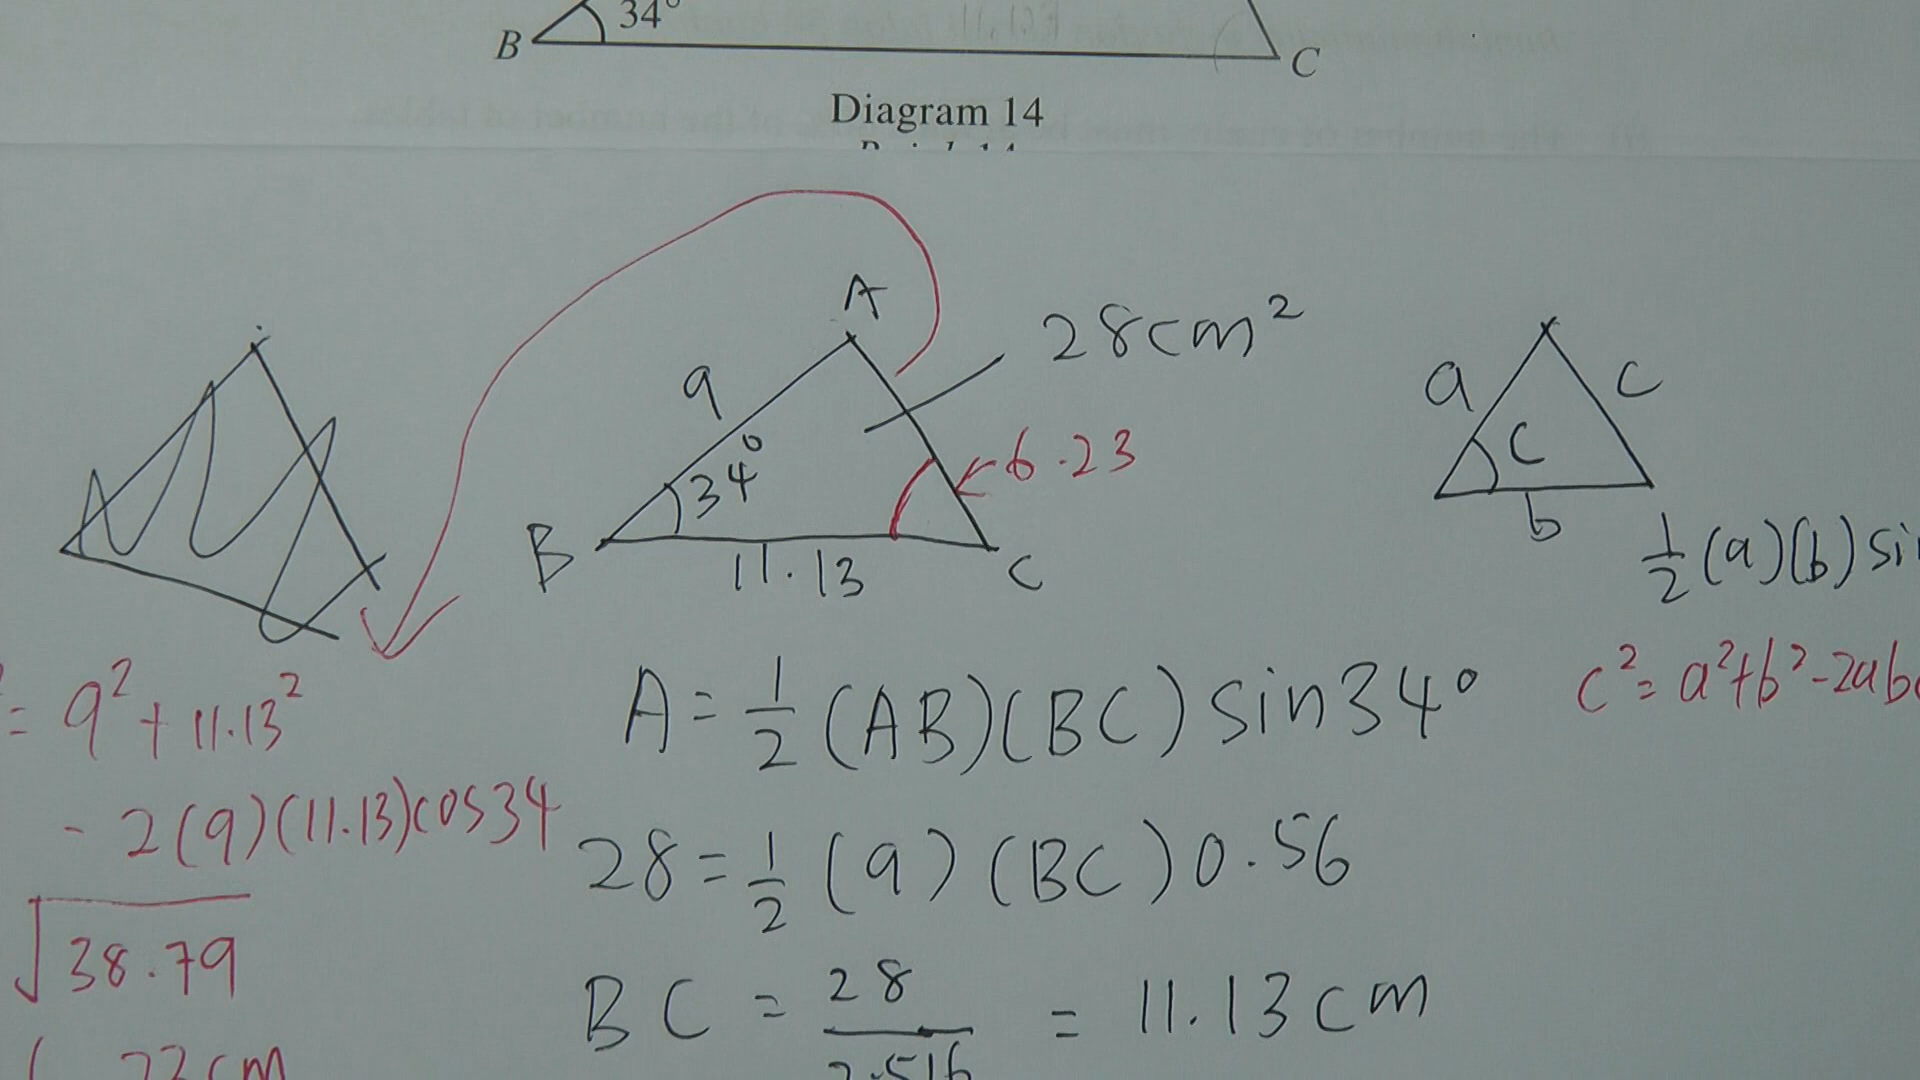 B 34° C
Diagram 14
A
28cm²
9
a c
C
34°
6.23
B 11.13 C
b
½(a)(b)si
= 9² + 11.13²
A = ½ (AB)(BC) sin34°
c² = a²+b²-2ab
- 2(9)(11.13)cos34
28 = ½ (9) (BC) 0.56
√38.79
BC = 28 = 11.13cm